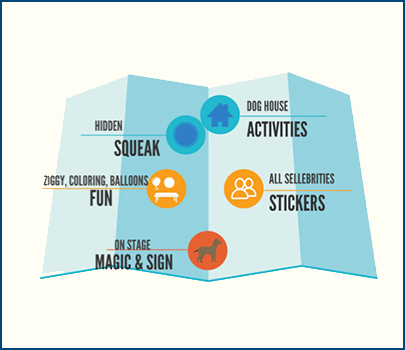 DOG HOUSE
ACTIVITIES
HIDDEN
SQUEAK
ZIGGY, COLORING, BALLOONS
FUN
ALL SELLEBRITIES
STICKERS
ON STAGE
MAGIC & SIGN